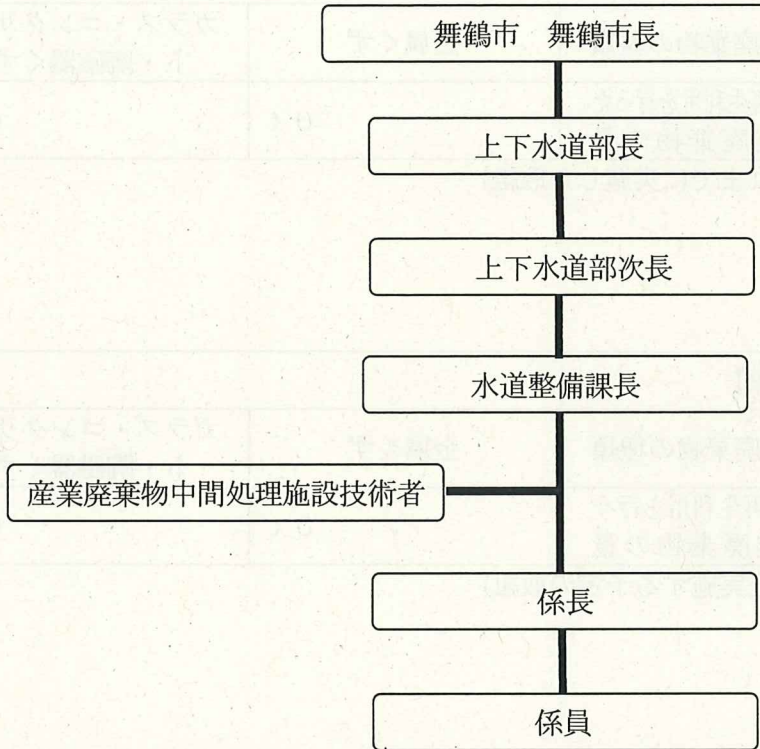 舞鶴市　舞鶴市長
上下水道部長
上下水道部次長
水道整備課長
産業廃棄物中間処理施設技術者
係長
係員